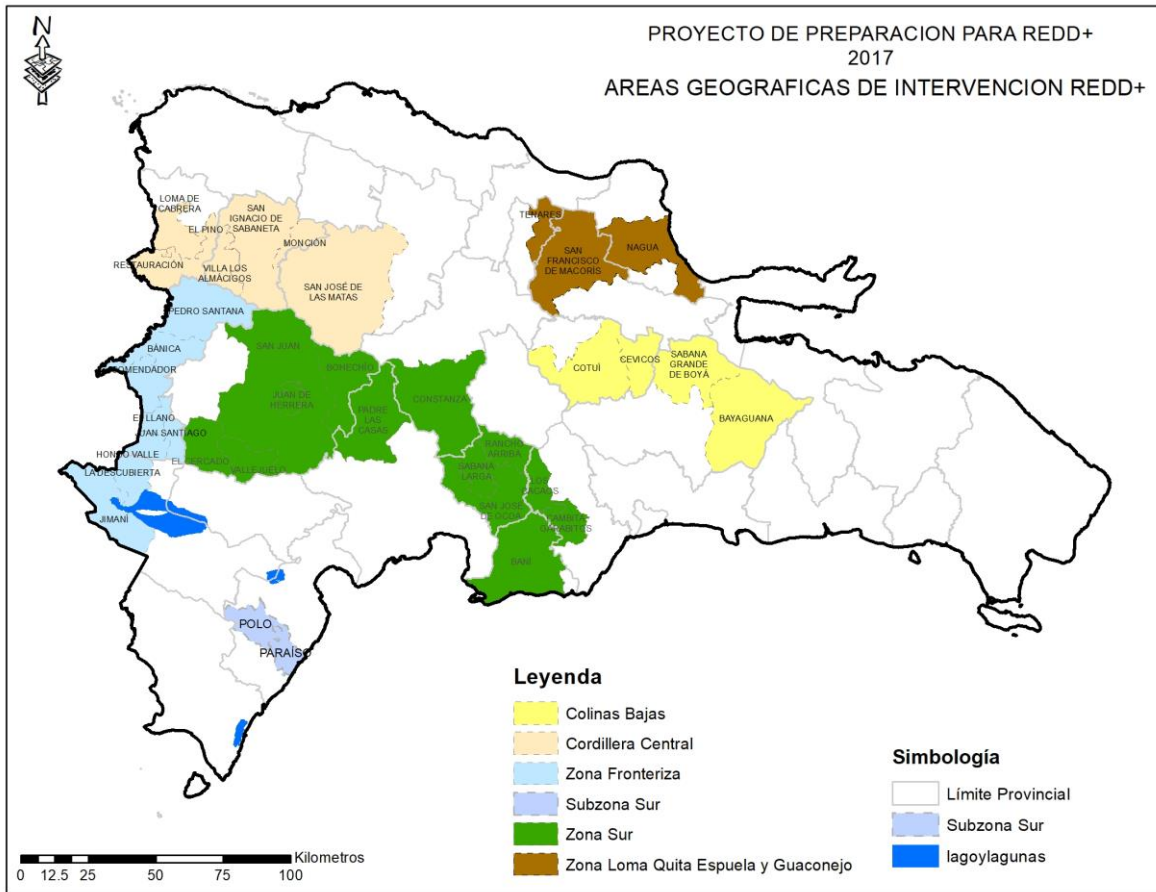 N
PROYECTO DE PREPARACION PARA REDD+
2017
AREAS GEOGRAFICAS DE INTERVENCION REDD+
LOMA DE
CABRERA
EL PINO
SAN
IGNACIO DE
SABANETA
MONCIÓN
RESTAURACIÓN
VILLA LOS
ALMÁCIGOS
SAN JOSÉ DE
LAS MATAS
TENARES
SAN
FRANCISCO
DE MACORÍS
NAGUA
PEDRO SANTANA
BÁNICA
COMENDADOR
EL LLANO
JUAN SANTIAGO
HONDO VALLE
LA DESCUBIERTA
JIMANÍ
SAN JUAN
BOHECHÍO
JUAN DE
HERRERA
PADRE
LAS
CASAS
CONSTANZA
EL CERCADO
VALLEJUELO
RANCHO
ARRIBA
SABANA
LARGA
LOS
CACAOS
SAN JOSÉ
DE OCOA
CAMBITA
GARABITOS
BANÍ
COTUÍ
CEVICOS
SABANA
GRANDE
DE BOYÁ
BAYAGUANA
POLO
PARAÍSO
Leyenda
Colinas Bajas
Cordillera Central
Zona Fronteriza
Subzona Sur
Zona Sur
Zona Loma Quita Espuela y Guaconejo
Simbología
Límite Provincial
Subzona Sur
lagoylagunas
Kilometros
0 12.5 25 50 75 100